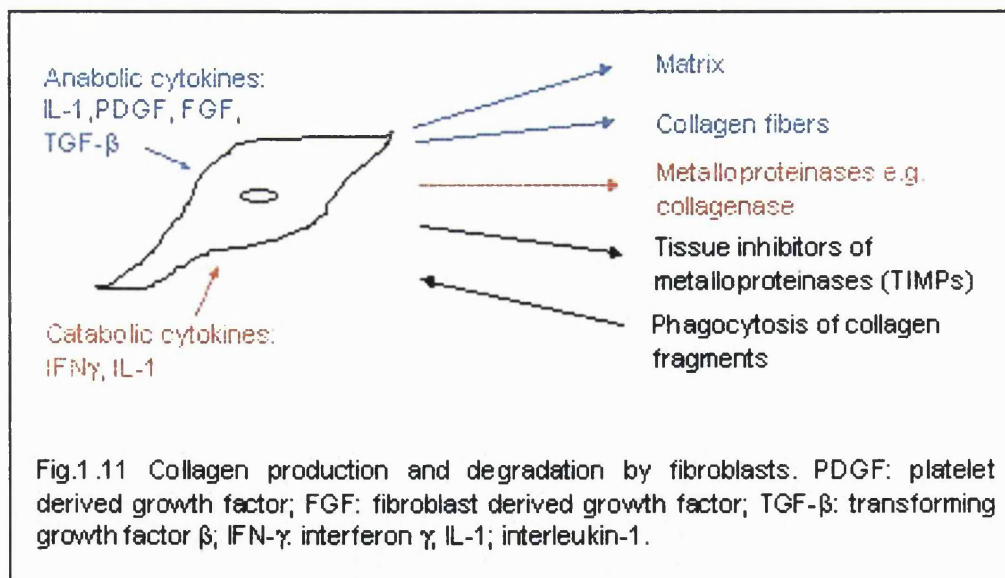 Anabolic cytokines:
IL-1,PDGF, FGF,
TGF-β
Matrix
Collagen fibers
Metalloproteinases e.g.
collagenase
Tissue inhibitors of
metalloproteinases (TIMPs)
Phagocytosis of collagen
fragments
Catabolic cytokines:
IFNγ, IL-1
Fig.1.11 Collagen production and degradation by fibroblasts. PDGF: platelet
derived growth factor; FGF: fibroblast derived growth factor; TGF-β: transforming
growth factor β; IFN-γ: interferon γ, IL-1; interleukin-1.